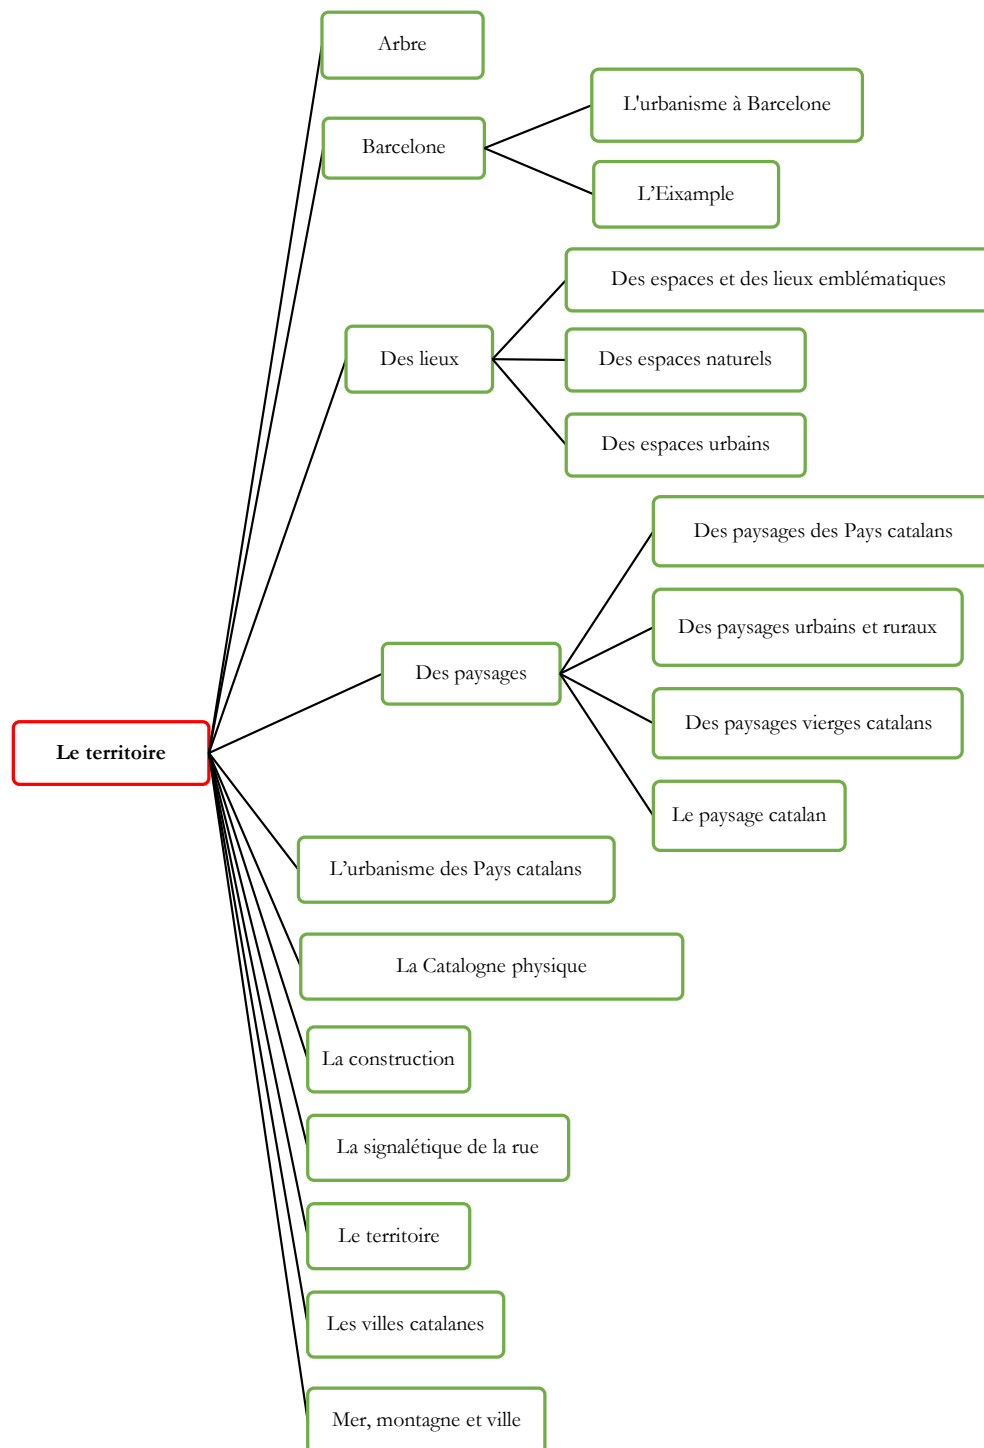 Arbre
L'urbanisme à Barcelone
Barcelone
L’Eixample
Des espaces et des lieux emblématiques
Des lieux
Des espaces naturels
Des espaces urbains
Des paysages des Pays catalans
Des paysages urbains et ruraux
Des paysages
Des paysages vierges catalans
Le territoire
Le paysage catalan
L’urbanisme des Pays catalans
La Catalogne physique
La construction
La signalétique de la rue
Le territoire
Les villes catalanes
Mer, montagne et ville